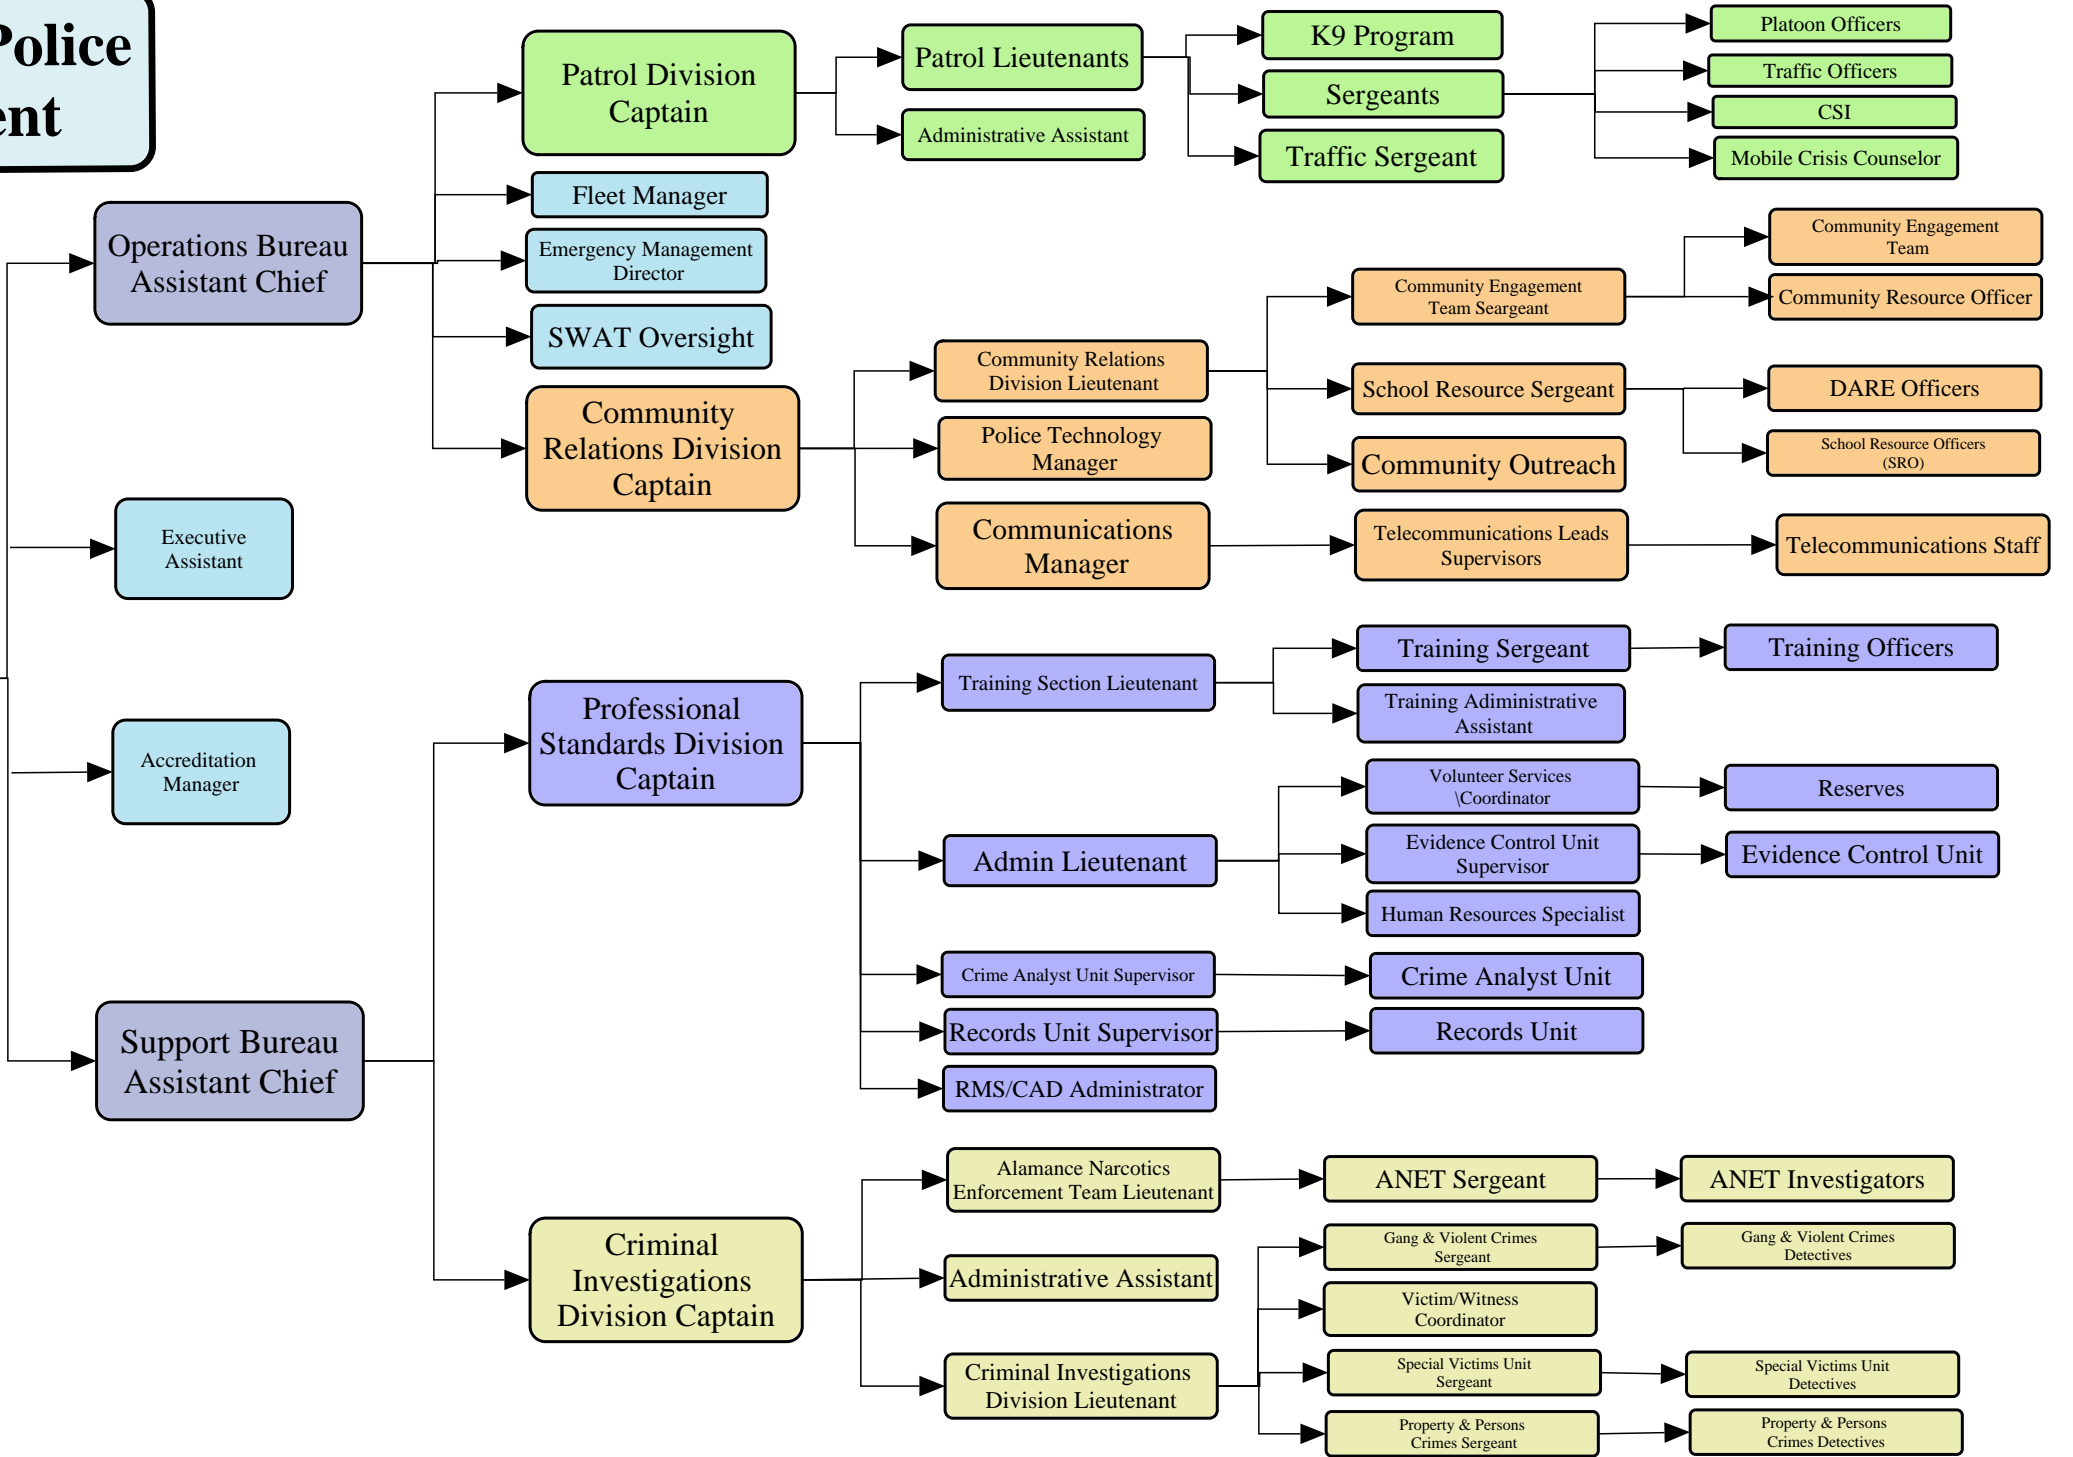 Police
ent
Operations Bureau
Assistant Chief
Executive
Assistant
Accreditation
Manager
Support Bureau
Assistant Chief
Patrol Division
Captain
Fleet Manager
Emergency Management
Director
SWAT Oversight
Community
Relations Division
Captain
Patrol Lieutenants
Administrative Assistant
K9 Program
Sergeants
Traffic Sergeant
Platoon Officers
Traffic Officers
CSI
Mobile Crisis Counselor
Community Relations
Division Lieutenant
Police Technology
Manager
Communications
Manager
Community Engagement
Team Seargeant
School Resource Sergeant
Community Outreach
Telecommunications Leads
Supervisors
Community Engagement
Team
Community Resource Officer
DARE Officers
School Resource Officers
(SRO)
Telecommunications Staff
Professional
Standards Division
Captain
Training Section Lieutenant
Admin Lieutenant
Crime Analyst Unit Supervisor
Records Unit Supervisor
RMS/CAD Administrator
Training Sergeant
Training Adiministrative
Assistant
Volunteer Services
\Coordinator
Evidence Control Unit
Supervisor
Human Resources Specialist
Crime Analyst Unit
Records Unit
Training Officers
Reserves
Evidence Control Unit
Criminal
Investigations
Division Captain
Alamance Narcotics
Enforcement Team Lieutenant
Administrative Assistant
Criminal Investigations
Division Lieutenant
ANET Sergeant
Gang & Violent Crimes
Sergeant
Victim/Witness
Coordinator
Special Victims Unit
Sergeant
Property & Persons
Crimes Sergeant
ANET Investigators
Gang & Violent Crimes
Detectives
Special Victims Unit
Detectives
Property & Persons
Crimes Detectives